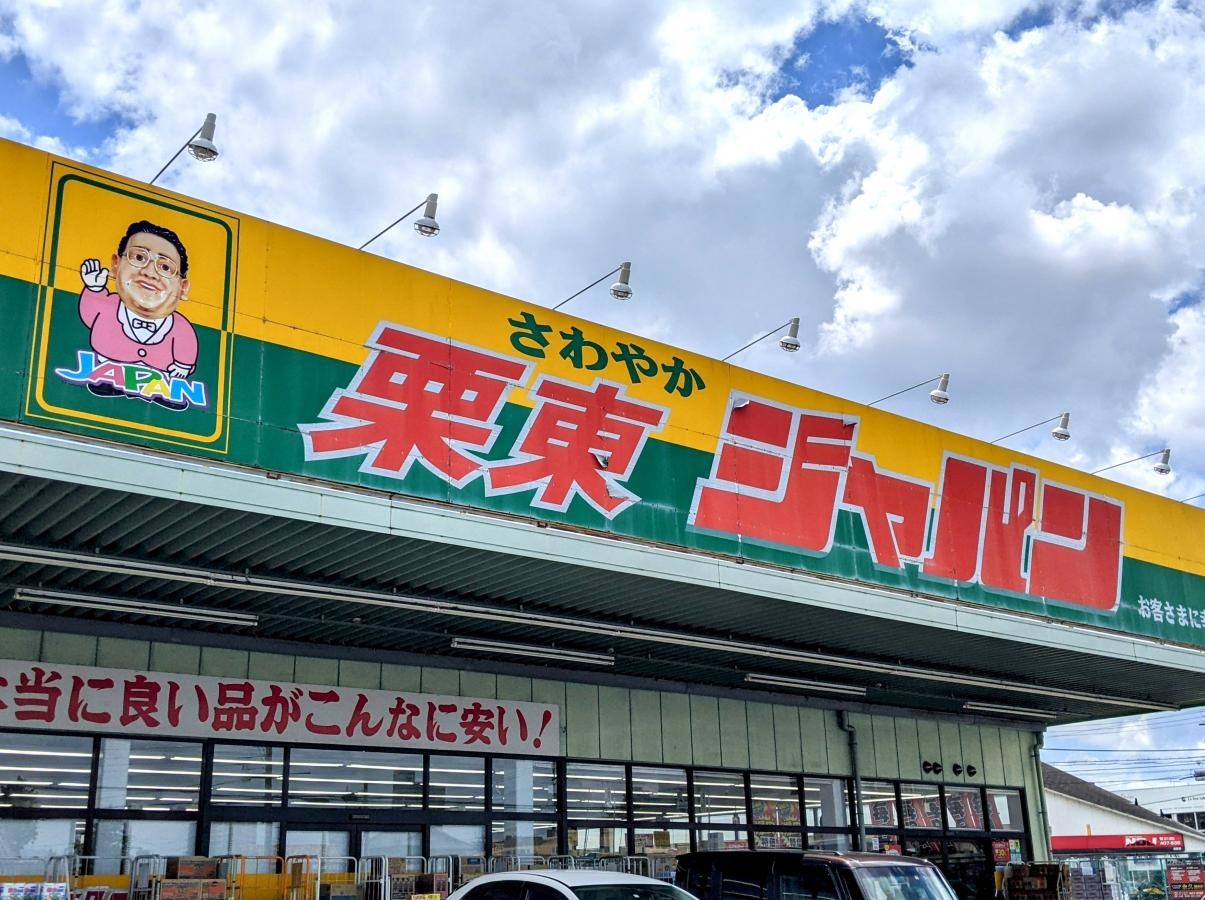 さわやか
JAPAN
栗東 ジャパン
お客さまに
当に良い品がこんなに安い!